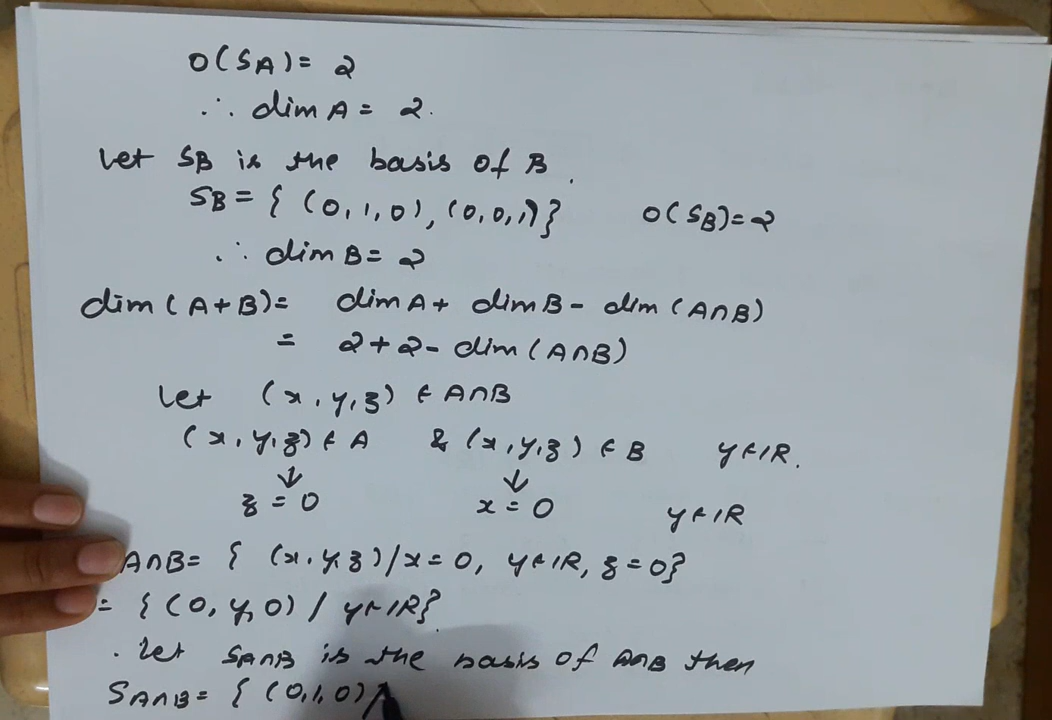 O(SA)= 2
∴ dim A = 2.
Let SB is the basis of B.
SB = { (0,1,0), (0,0,1)} O(SB)=2
∴ dim B = 2
dim (A+B)= dim A + dim B - dim (A∩B)
= 2+2- dim (A∩B)
Let (x,y,z) ∈ A∩B
(x,y,z) ∈ A & (x,y,z) ∈ B y∈IR.
↓ ↓
z = 0 x = 0 y∈IR
A∩B= { (x,y,z)/x=0, y∈IR, z=0}
= { (0,y,0) / y∈IR}.
. Let SA∩B is the basis of A∩B then
SA∩B = { (0,1,0)